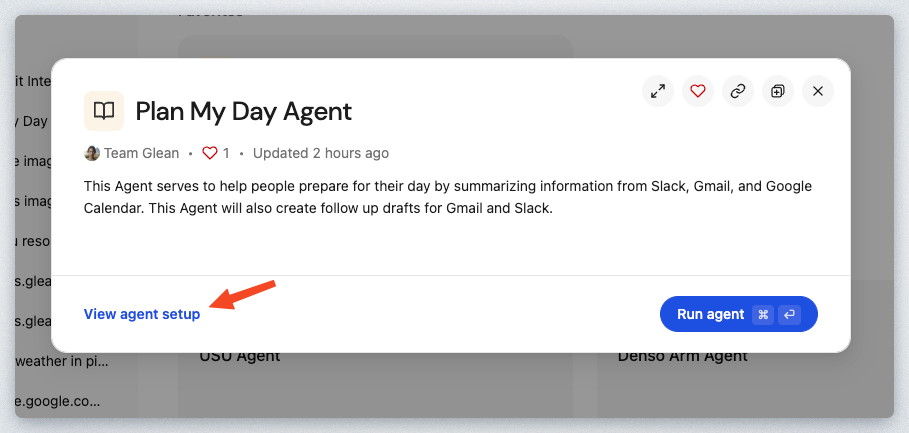 Plan My Day Agent
Team Glean • 1 • Updated 2 hours ago
This Agent serves to help people prepare for their day by summarizing information from Slack, Gmail, and Google
Calendar. This Agent will also create follow up drafts for Gmail and Slack.
View agent setup
Run agent ⌘ ↵
it Inte
y Day
e imag
s imag
u reso
s.glea
s.glea
weather in pi...
e.google.co...
USU Agent
Denso Arm Agent